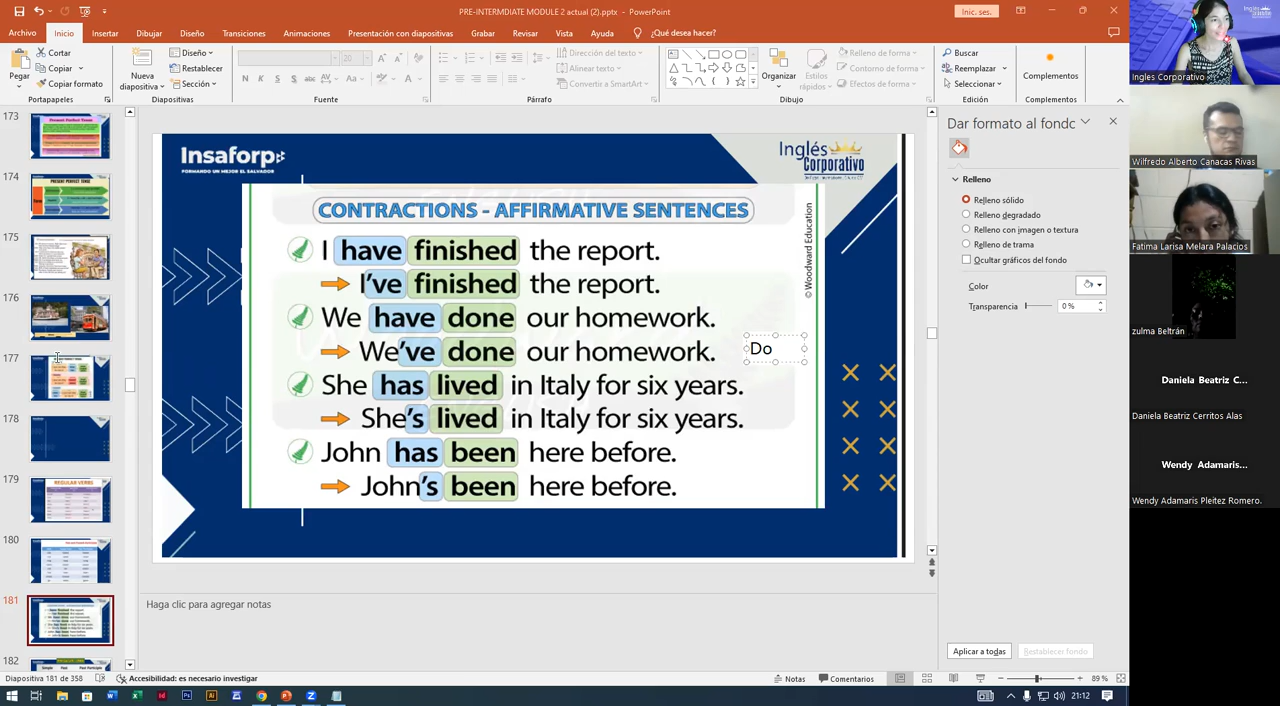 PRE-INTERMDIATE MODULE 2 actual (2).pptx - PowerPoint
Inic. ses.
Archivo Inicio Insertar Dibujar Diseño Transiciones Animaciones Presentación con diapositivas Grabar Revisar Vista Ayuda ¿Qué desea hacer?
Pegar
Cortar
Copiar
Copiar formato
Portapapeles
Nueva diapositiva
Diseño
Restablecer
Sección
Diapositivas
20
N K S S
Fuente
Dirección del texto
Alinear texto
Convertir a SmartArt
Párrafo
Organizar
Estilos rápidos
Relleno de forma
Contorno de forma
Efectos de forma
Dibujo
Buscar
Reemplazar
Seleccionar
Edición
Complementos
Complementos
173
174
175
176
177
178
179
REGULAR VERBS
180
181
182
Simple Past Past Participle
Insaforp
FORMANDO UN MEJOR EL SALVADOR
Inglés
Corporativo
CONTRACTIONS - AFFIRMATIVE SENTENCES
I have finished the report.
I've finished the report.
We have done our homework.
We've done our homework.
She has lived in Italy for six years.
She's lived in Italy for six years.
John has been here before.
John's been here before.
© Woodward Education
Do
Haga clic para agregar notas
Dar formato al fondo
Relleno
Relleno sólido
Relleno degradado
Relleno con imagen o textura
Relleno de trama
Ocultar gráficos del fondo
Color
Transparencia
0 %
Aplicar a todas
Restablecer fondo
Diapositiva 181 de 358
Accesibilidad: es necesario investigar
Notas
Comentarios
89 %
21:12
Ingles Corporativo
Wilfredo Alberto Canacas Rivas
Fatima Larisa Melara Palacios
zulma Beltrán
Daniela Beatriz C...
Daniela Beatriz Cerritos Alas
Wendy Adamaris...
Wendy Adamaris Pleitez Romero.